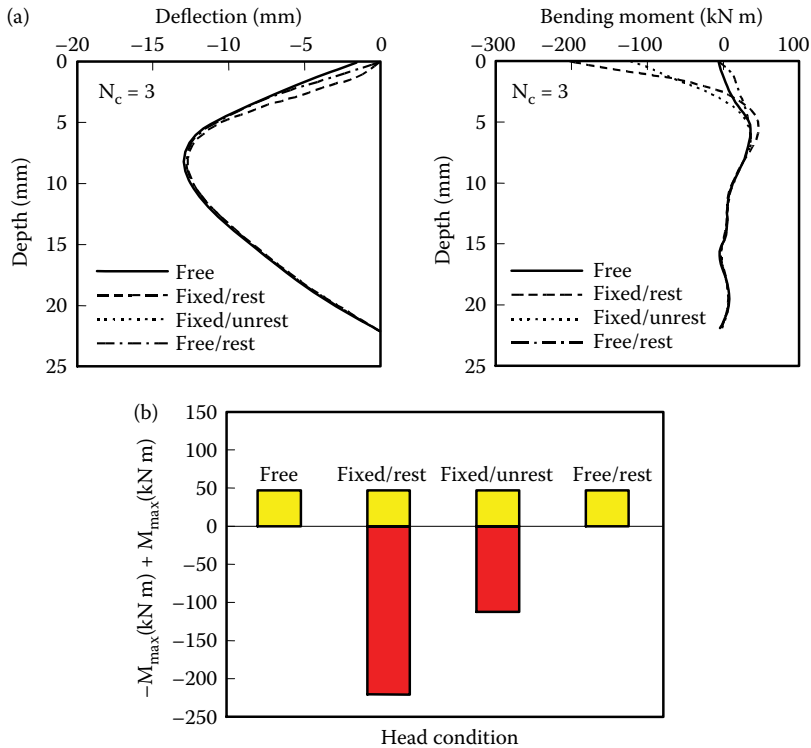 (a)
Deflection (mm)
−20 −15 −10 −5 0
0
5
10
15
20
25
Depth (mm)
N_c = 3
Free
Fixed/rest
Fixed/unrest
Free/rest
Bending moment (kN m)
−300 −200 −100 0 100
0
5
10
15
20
25
Depth (mm)
N_c = 3
Free
Fixed/rest
Fixed/unrest
Free/rest
(b)
150
100
50
0
−50
−100
−150
−200
−250
−M_max(kN m) + M_max(kN m)
Free Fixed/rest Fixed/unrest Free/rest
Head condition